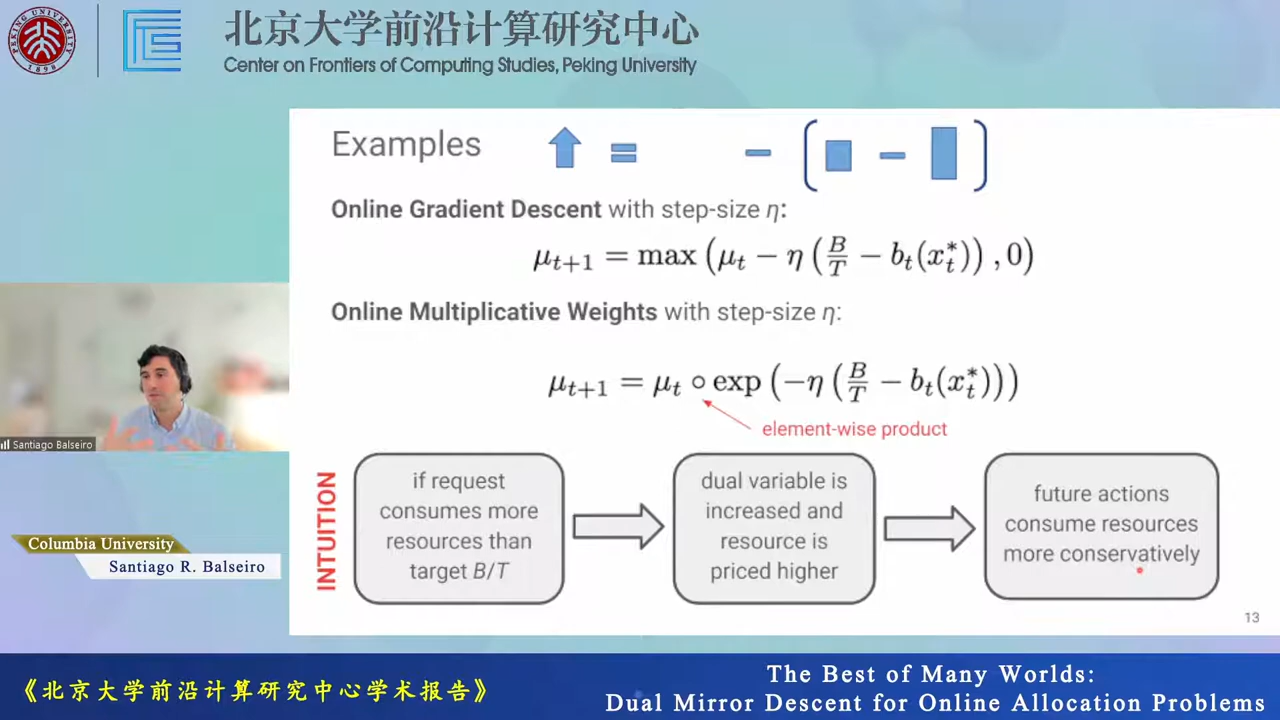 PEKING UNIVERSITY
1898
北京大学前沿计算研究中心
Center on Frontiers of Computing Studies, Peking University
Examples
Online Gradient Descent with step-size η:
μ_{t+1} = max (μ_t − η (B/T − b_t(x_t^*)), 0)
Online Multiplicative Weights with step-size η:
μ_{t+1} = μ_t ∘ exp (−η (B/T − b_t(x_t^*)))
element-wise product
INTUITION
if request
consumes more
resources than
target B/T
dual variable is
increased and
resource is
priced higher
future actions
consume resources
more conservatively
13
Santiago Balseiro
Columbia University
Santiago R. Balseiro
《北京大学前沿计算研究中心学术报告》
The Best of Many Worlds:
Dual Mirror Descent for Online Allocation Problems